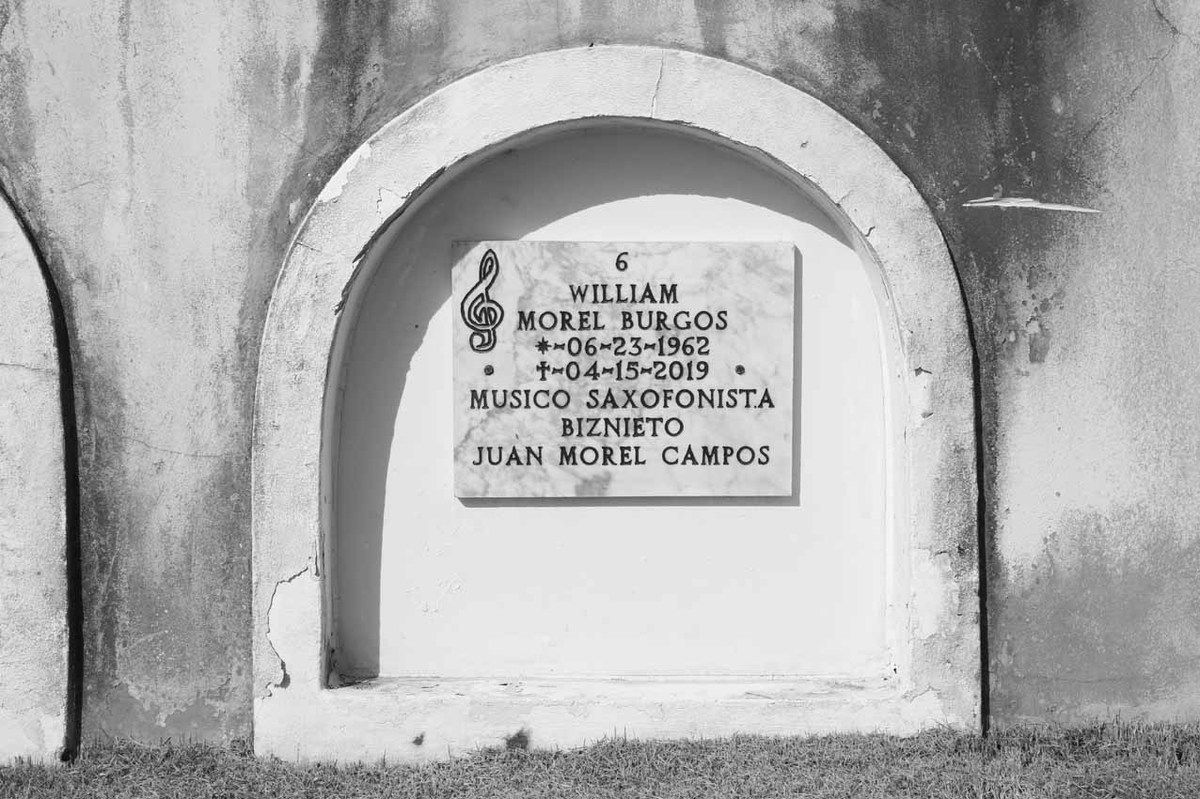 6
WILLIAM
MOREL BURGOS
*-06-23-1962
✝-04-15-2019
MUSICO SAXOFONISTA
BIZNIETO
JUAN MOREL CAMPOS